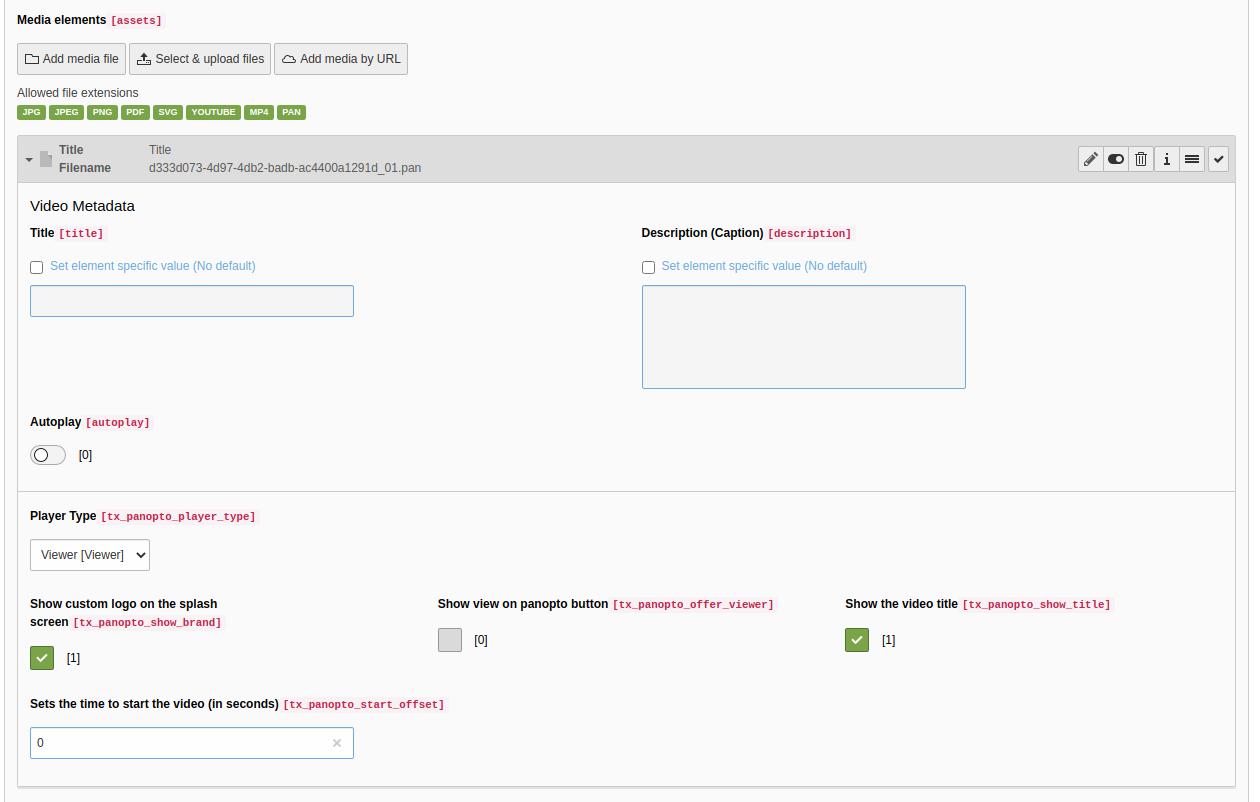 Media elements [assets]
Add media file Select & upload files Add media by URL
Allowed file extensions
JPG JPEG PNG PDF SVG YOUTUBE MP4 PAN
Title Title
Filename d333d073-4d97-4db2-badb-ac4400a1291d_01.pan
Video Metadata
Title [title] Description (Caption) [description]
Set element specific value (No default) Set element specific value (No default)
Autoplay [autoplay]
[0]
Player Type [tx_panopto_player_type]
Viewer [Viewer]
Show custom logo on the splash
screen [tx_panopto_show_brand]
[1]
Show view on panopto button [tx_panopto_offer_viewer]
[0]
Show the video title [tx_panopto_show_title]
[1]
Sets the time to start the video (in seconds) [tx_panopto_start_offset]
0